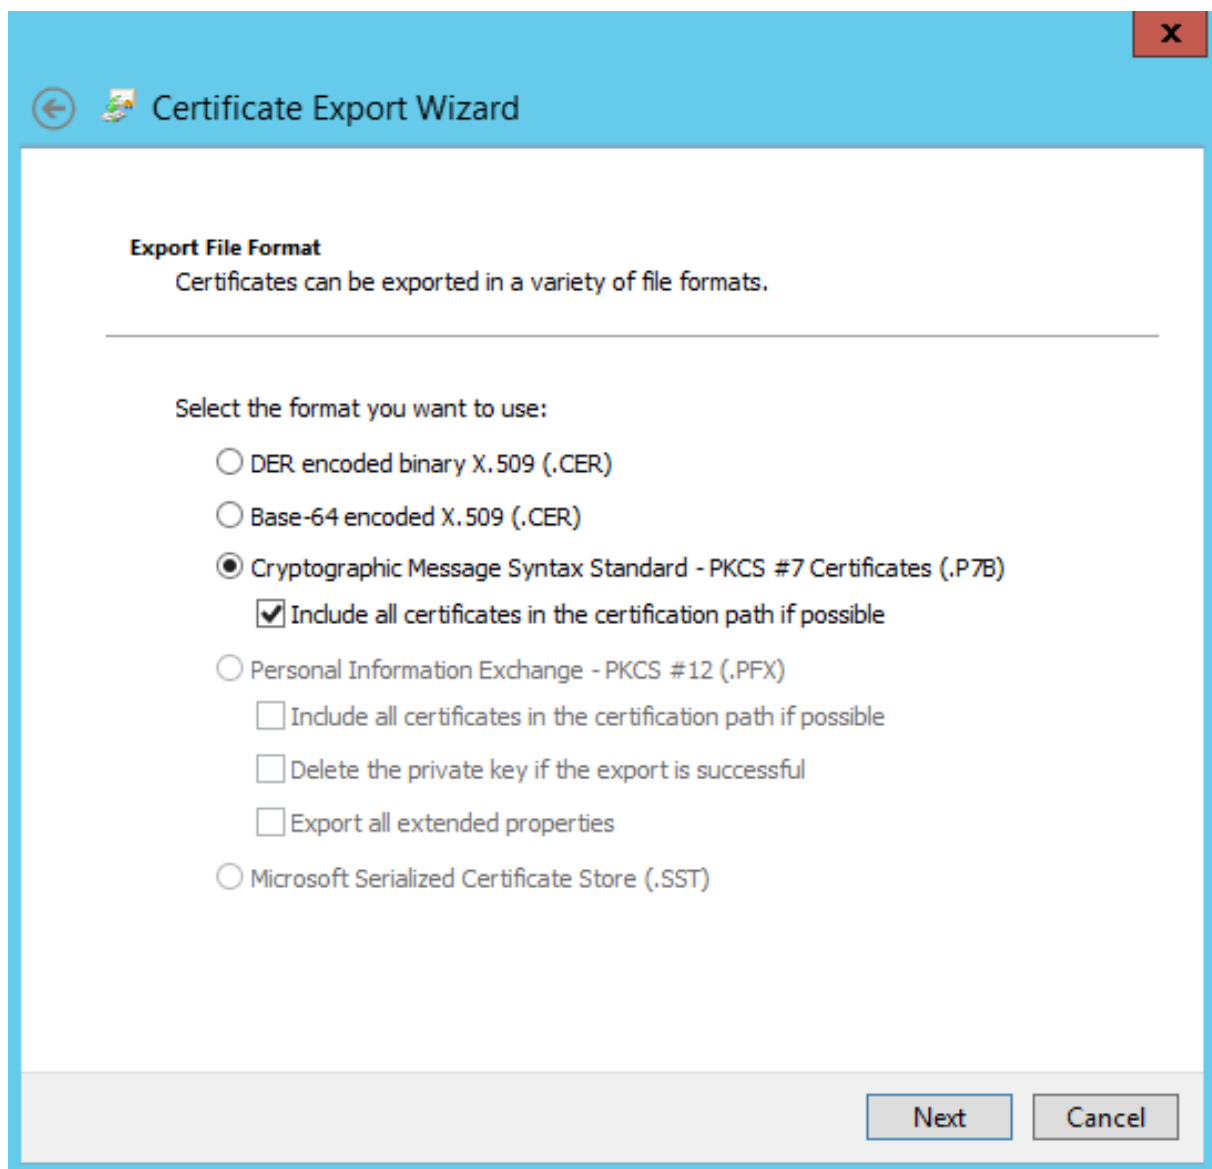 x
Certificate Export Wizard
Export File Format
Certificates can be exported in a variety of file formats.
Select the format you want to use:
DER encoded binary X.509 (.CER)
Base-64 encoded X.509 (.CER)
Cryptographic Message Syntax Standard - PKCS #7 Certificates (.P7B)
Include all certificates in the certification path if possible
Personal Information Exchange - PKCS #12 (.PFX)
Include all certificates in the certification path if possible
Delete the private key if the export is successful
Export all extended properties
Microsoft Serialized Certificate Store (.SST)
Next Cancel